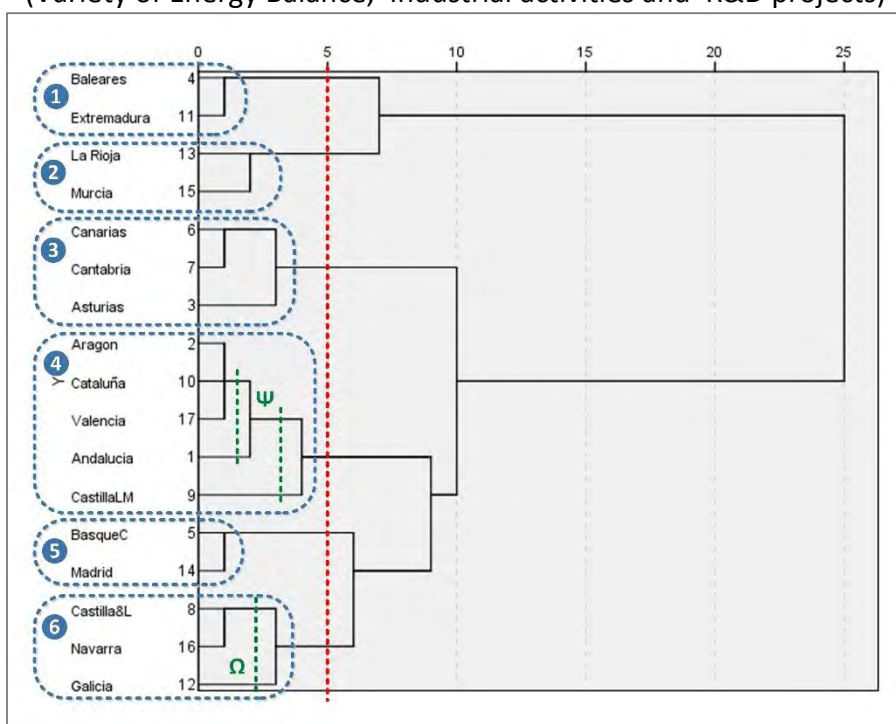 (Variety of Energy Balance, Industrial activities and R&D projects)
0 5 10 15 20 25
1
Baleares 4
Extremadura 11
2
La Rioja 13
Murcia 15
3
Canarias 6
Cantabria 7
Asturias 3
4
Aragon 2
Y
Cataluña 10
Ψ
Valencia 17
Andalucia 1
CastillaLM 9
5
BasqueC 5
Madrid 14
6
Castilla&L 8
Navarra 16
Ω
Galicia 12